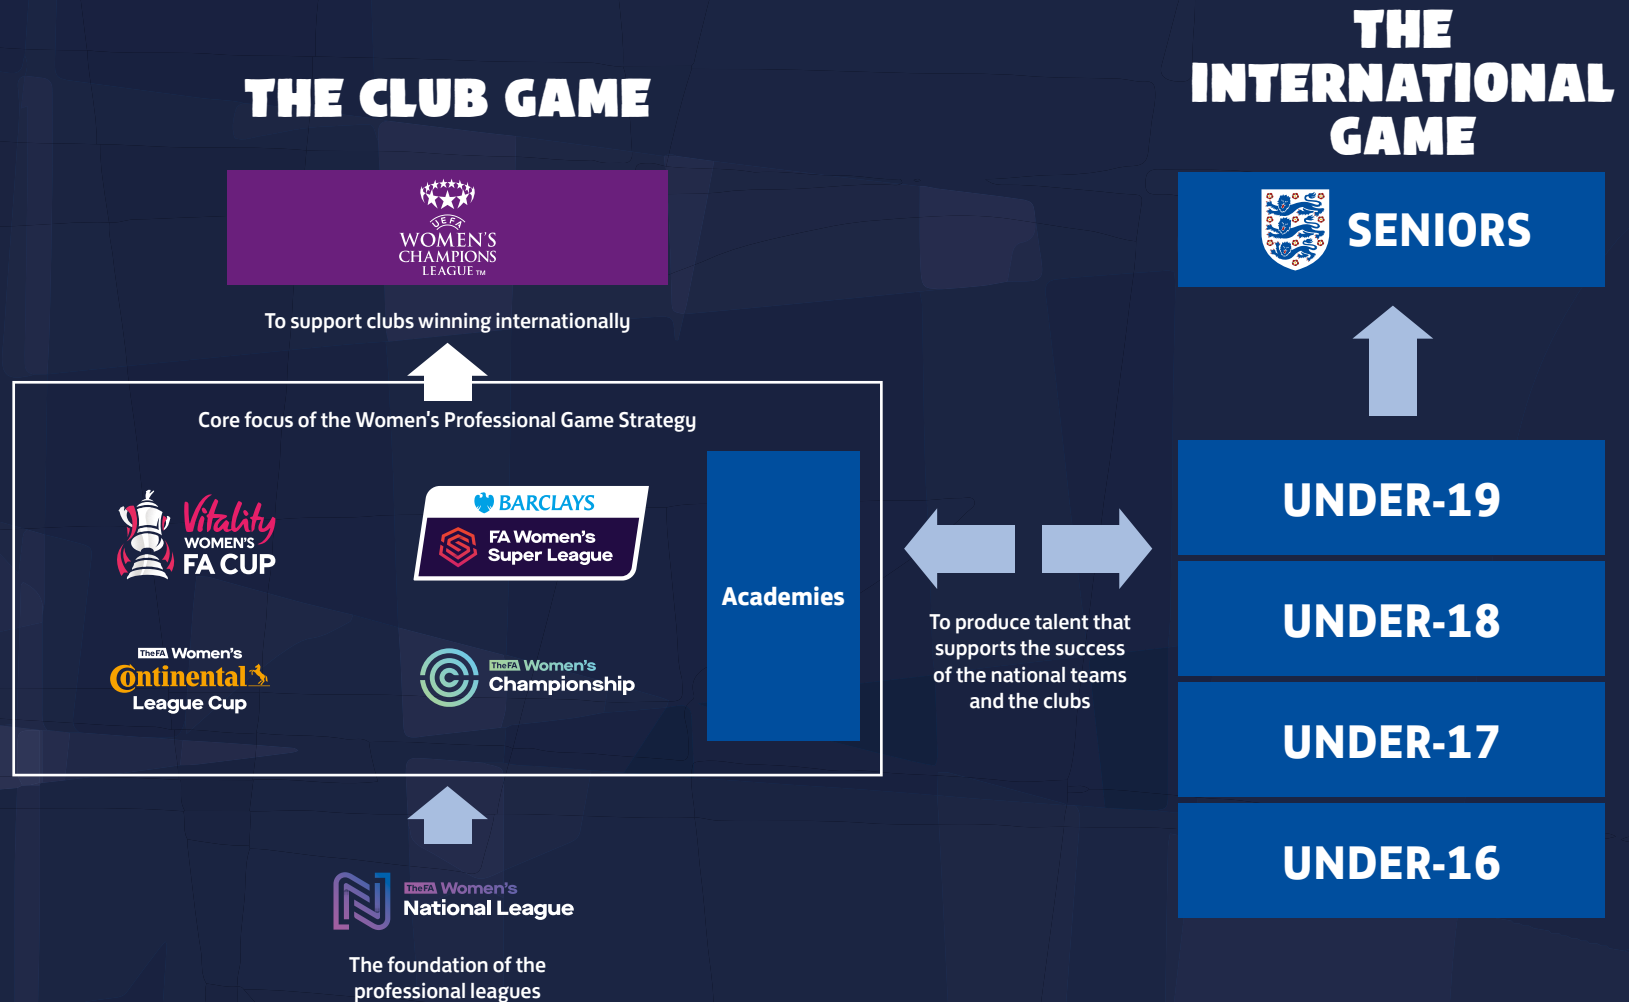 THE CLUB GAME
UEFA
WOMEN'S
CHAMPIONS
LEAGUE™
To support clubs winning internationally
Core focus of the Women's Professional Game Strategy
Vitality
WOMEN'S
FA CUP
BARCLAYS
FA Women's
Super League
TheFA Women's
Continental
League Cup
TheFA Women's
Championship
Academies
TheFA Women's
National League
The foundation of the
professional leagues
To produce talent that
supports the success
of the national teams
and the clubs
THE
INTERNATIONAL
GAME
SENIORS
UNDER-19
UNDER-18
UNDER-17
UNDER-16